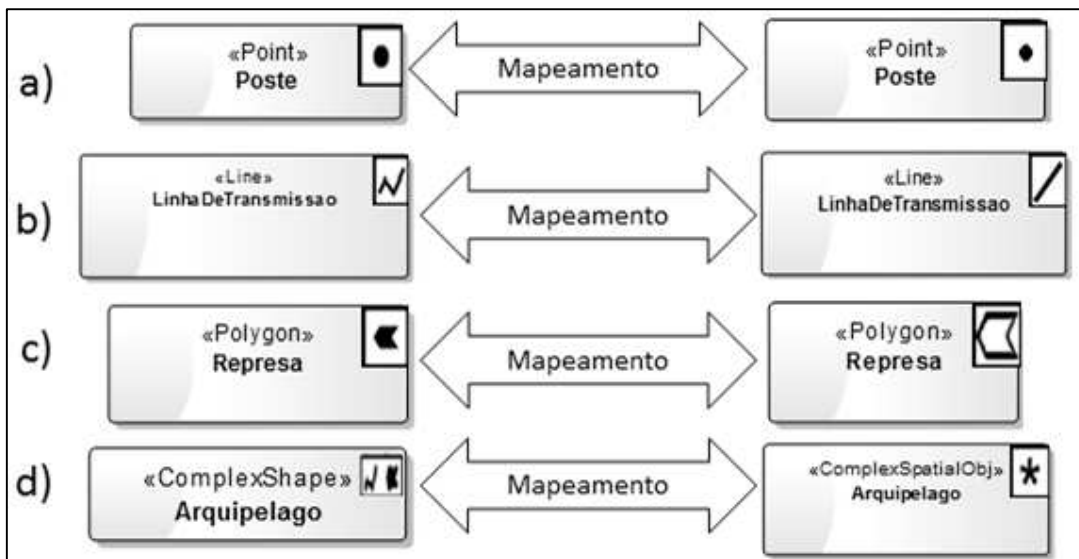 a)
«Point»
Poste
Mapeamento
«Point»
Poste
b)
«Line»
LinhaDeTransmissao
Mapeamento
«Line»
LinhaDeTransmissao
c)
«Polygon»
Represa
Mapeamento
«Polygon»
Represa
d)
«ComplexShape»
Arquipelago
Mapeamento
«ComplexSpatialObj»
Arquipelago